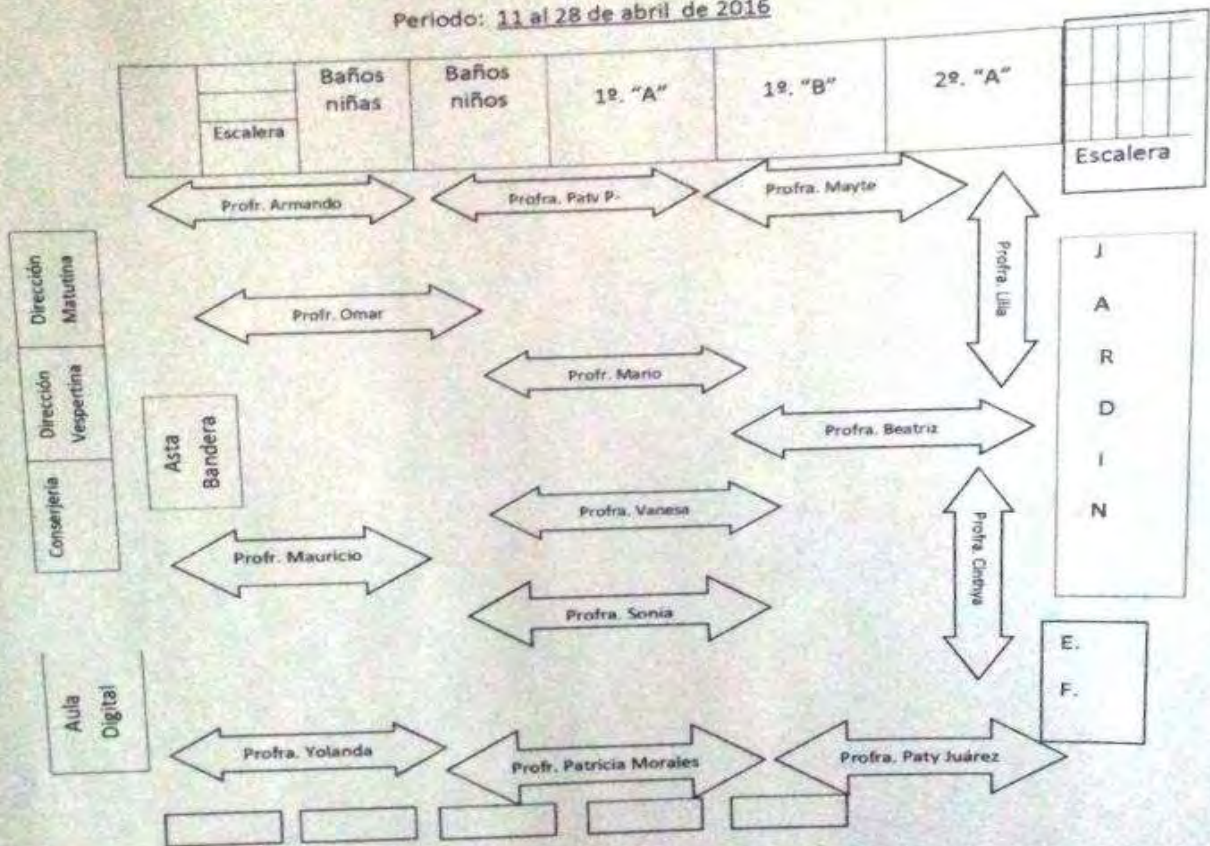 Periodo: 11 al 28 de abril de 2016
Escalera
Baños
niñas
Baños
niños
1º. "A"
1º. "B"
2º. "A"
Escalera
Profr. Armando
Profra. Paty P-
Profra. Mayte
Profra. Lilia
Dirección
Matutina
Profr. Omar
Profr. Mario
Dirección
Vespertina
Asta
Bandera
Profra. Beatriz
J
A
R
D
I
N
Conserjería
Profra. Vanesa
Profr. Mauricio
Profra. Cinthya
Profra. Sonia
E.
F.
Aula
Digital
Profra. Yolanda
Profr. Patricia Morales
Profra. Paty Juárez